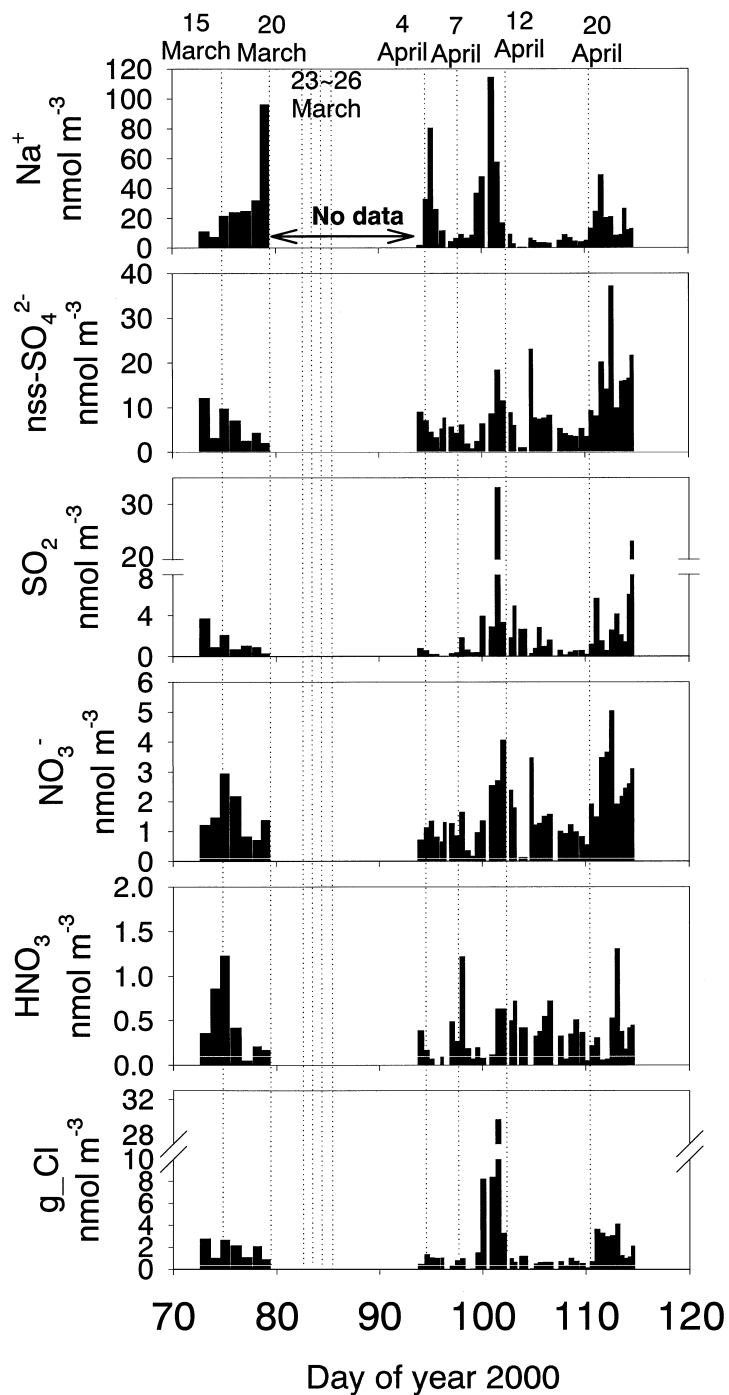 15 20 4 7 12 20
March March April April April April
23~26
March
120
100
80
60
40
20
0
Na+
nmol m-3
No data
40
30
20
10
0
nss-SO42-
nmol m-3
30
20
8
4
0
SO2
nmol m-3
6
5
4
3
2
1
0
NO3-
nmol m-3
2.0
1.5
1.0
0.5
0.0
HNO3
nmol m-3
32
28
10
8
6
4
2
0
g_Cl
nmol m-3
70 80 90 100 110 120
Day of year 2000